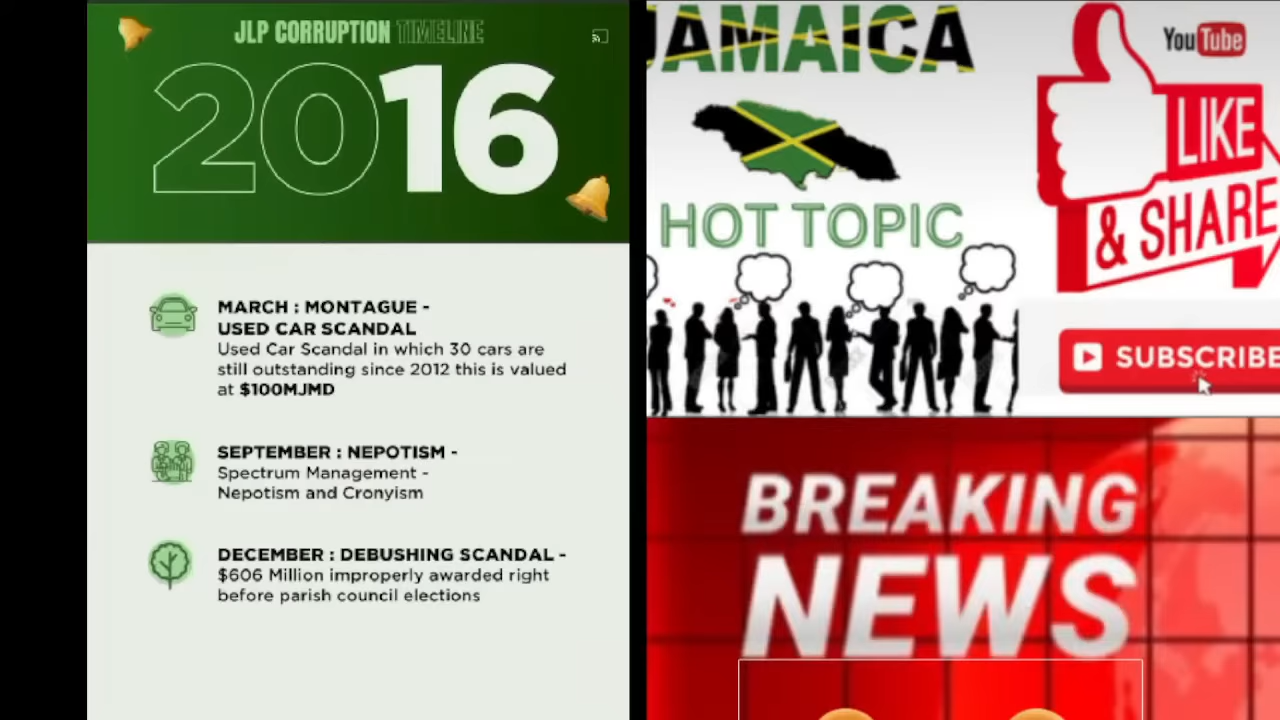 JLP CORRUPTION TIMELINE
2016
MARCH : MONTAGUE -
USED CAR SCANDAL
Used Car Scandal in which 30 cars are
still outstanding since 2012 this is valued
at $100MJMD
SEPTEMBER : NEPOTISM -
Spectrum Management -
Nepotism and Cronyism
DECEMBER : DEBUSHING SCANDAL -
$606 Million improperly awarded right
before parish council elections
JAMAICA
HOT TOPIC
YouTube
LIKE
& SHARE
SUBSCRIBE
BREAKING
NEWS